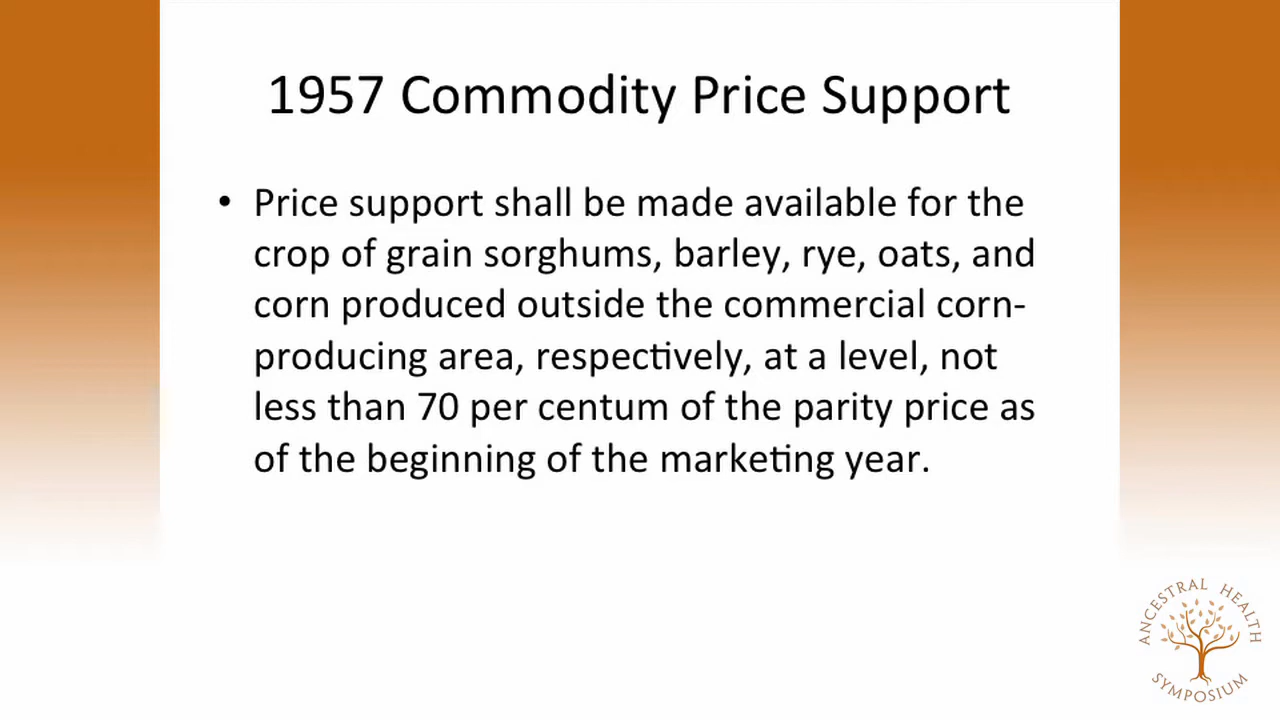 1957 Commodity Price Support
• Price support shall be made available for the
crop of grain sorghums, barley, rye, oats, and
corn produced outside the commercial corn-
producing area, respectively, at a level, not
less than 70 per centum of the parity price as
of the beginning of the marketing year.
ANCESTRAL HEALTH
SYMPOSIUM